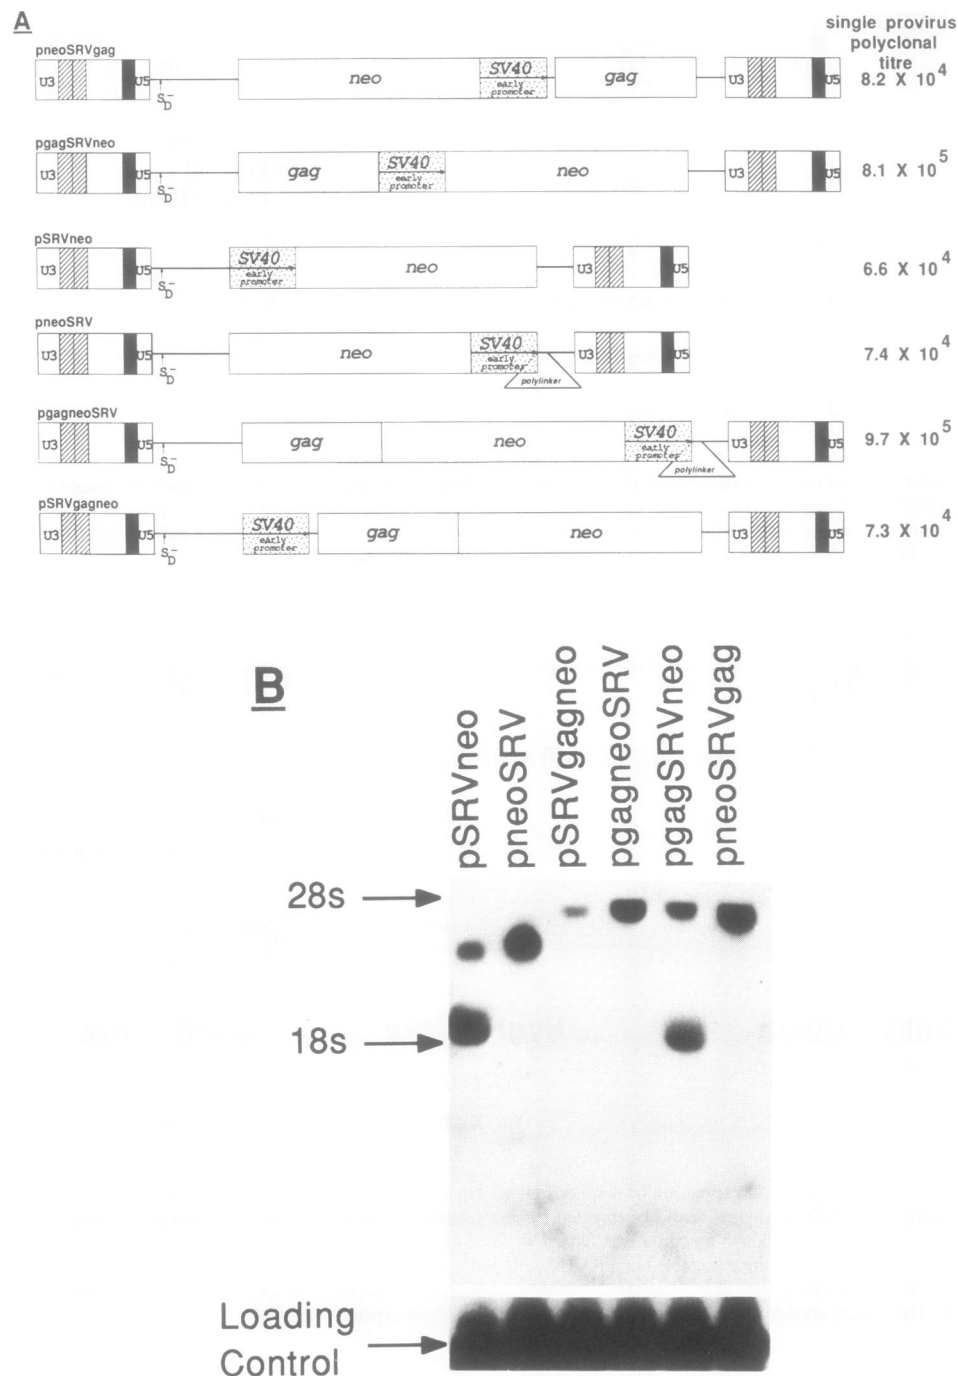 A
single provirus
polyclonal
titre
pneoSRVgag
U3 U5 neo SV40 gag U3 U5 8.2 X 10^4
early
promoter
S_D^-
pgagSRVneo
U3 U5 gag SV40 neo U3 U5 8.1 X 10^5
early
promoter
S_D^-
pSRVneo
U3 U5 SV40 neo U3 U5 6.6 X 10^4
early
promoter
S_D^-
pneoSRV
U3 U5 neo SV40 U3 U5 7.4 X 10^4
early
promoter
S_D^-
polylinker
pgagneoSRV
U3 U5 gag neo SV40 U3 U5 9.7 X 10^5
early
promoter
S_D^-
polylinker
pSRVgagneo
U3 U5 SV40 gag neo U3 U5 7.3 X 10^4
early
promoter
S_D^-
B
pSRVneo
pneoSRV
pSRVgagneo
pgagneoSRV
pgagSRVneo
pneoSRVgag
28s
18s
Loading
Control